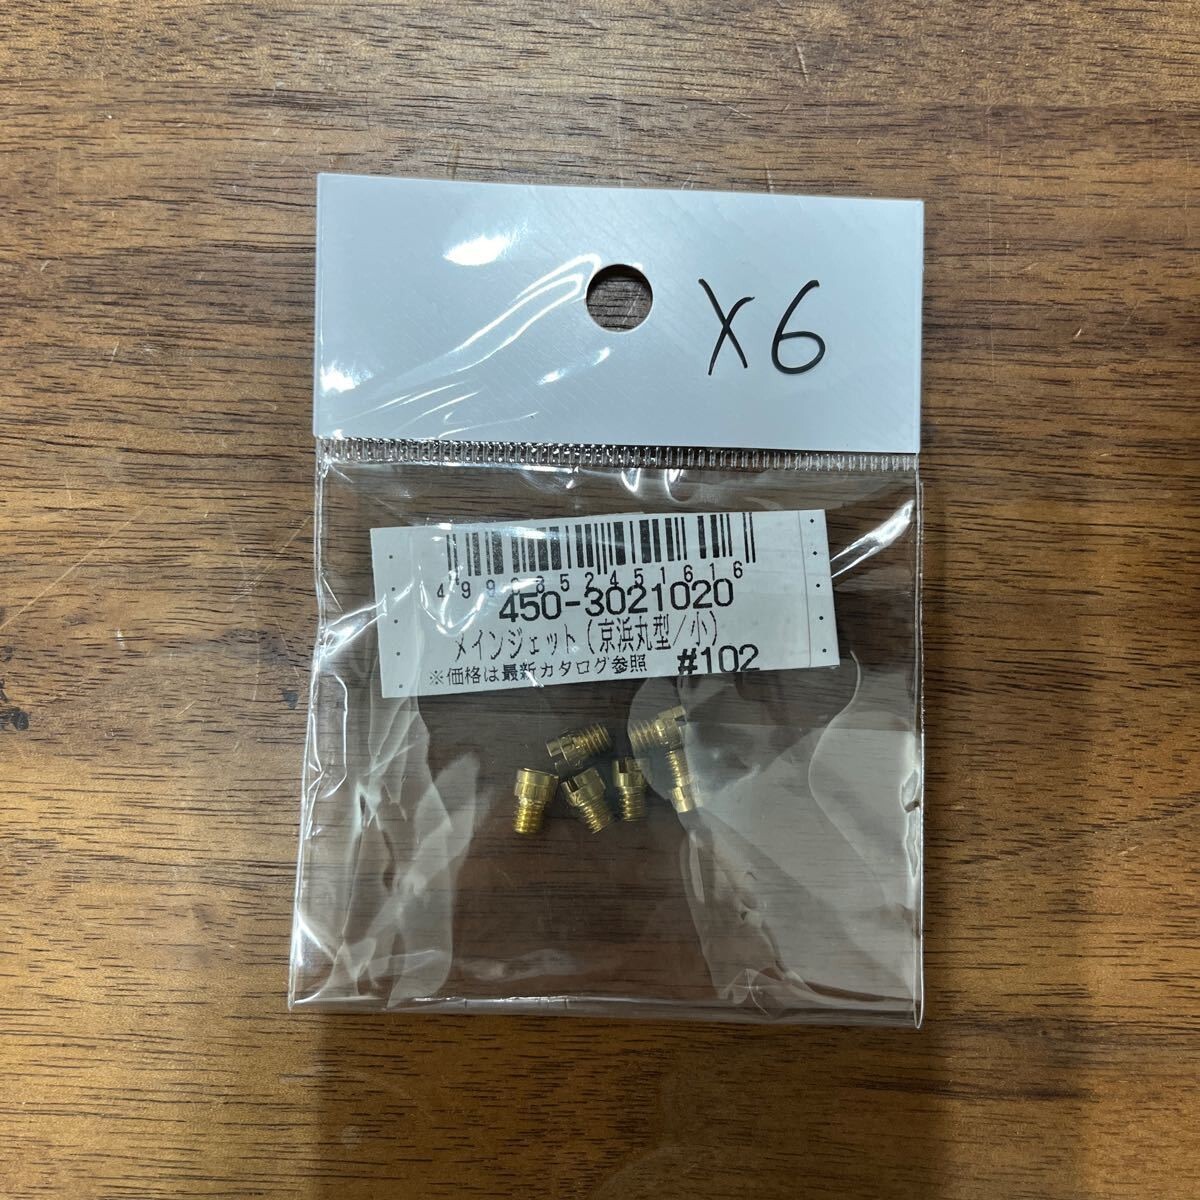 X6
4990852451616
450-3021020
メインジェット(京浜丸型/小)
※価格は最新カタログ参照 #102